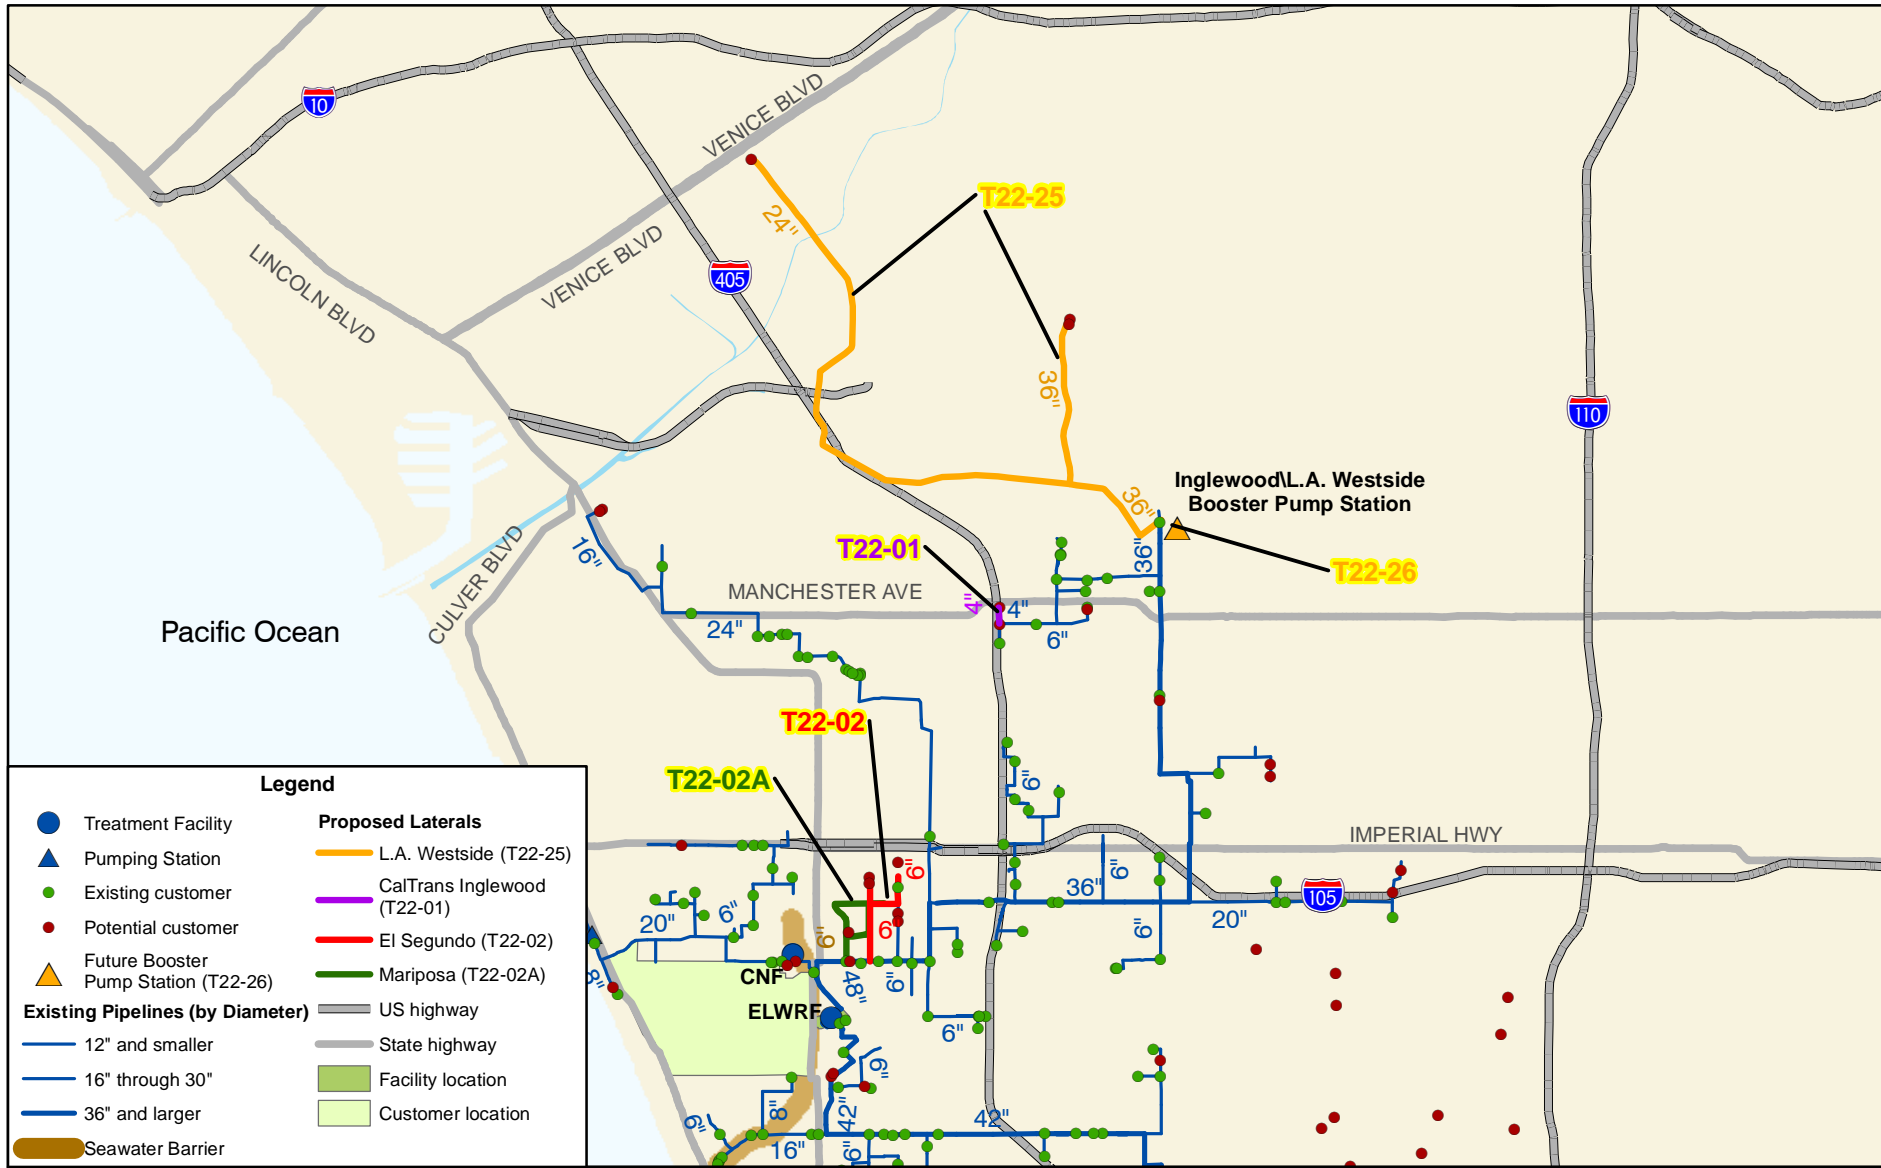 VENICE BLVD
10
T22-25
24"
LINCOLN BLVD
VENICE BLVD
405
36"
110
Inglewood\L.A. Westside
Booster Pump Station
36"
16"
CULVER BLVD
T22-01
36"
T22-26
MANCHESTER AVE
4"
4"
Pacific Ocean
24"
6"
T22-02
T22-02A
6"
IMPERIAL HWY
6"
6"
36"
105
20"
6"
20"
6"
6"
6"
CNF
48"
6"
8"
ELWRF
6"
6"
8"
42"
42"
6"
16"
6"
Legend
Treatment Facility
Pumping Station
Existing customer
Potential customer
Future Booster
Pump Station (T22-26)
Existing Pipelines (by Diameter)
12" and smaller
16" through 30"
36" and larger
Seawater Barrier
Proposed Laterals
L.A. Westside (T22-25)
CalTrans Inglewood
(T22-01)
El Segundo (T22-02)
Mariposa (T22-02A)
US highway
State highway
Facility location
Customer location